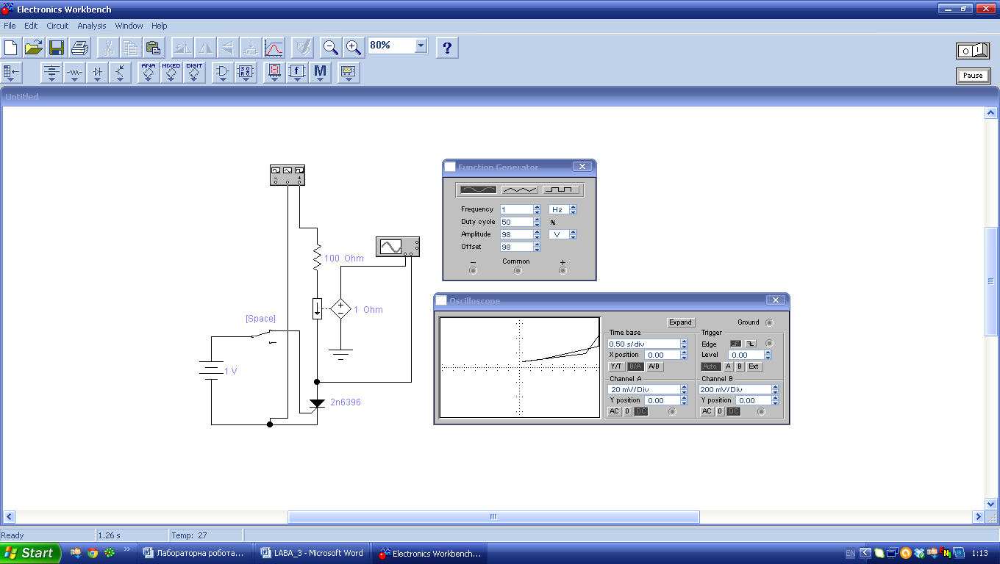 Electronics Workbench
File Edit Circuit Analysis Window Help
80%
?
Pause
ANA MIXED DIGIT
f M
Untitled
100 Ohm
1 Ohm
[Space]
1 V
2n6396
Function Generator
Frequency 1 Hz
Duty cycle 50 %
Amplitude 98 V
Offset 98
− Common +
Oscilloscope
Expand Ground
Time base Trigger
0.50 s/div Edge
X position 0.00 Level 0.00
Y/T B/A A/B Auto A B Ext
Channel A Channel B
20 mV/Div 200 mV/Div
Y position 0.00 Y position 0.00
AC 0 DC AC 0 DC
Ready 1.26 s Temp: 27
Start Лабораторна робота... LABA_3 - Microsoft Word Electronics Workbench... EN 1:13